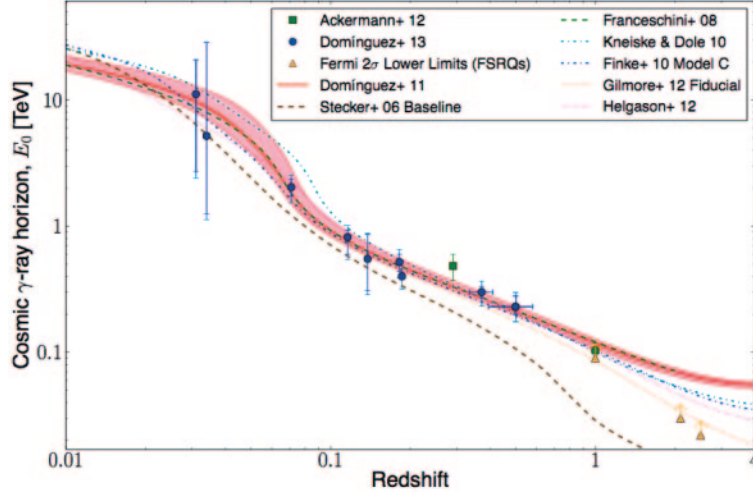 Ackermann+ 12
Domínguez+ 13
Fermi 2σ Lower Limits (FSRQs)
Domínguez+ 11
Stecker+ 06 Baseline
Franceschini+ 08
Kneiske & Dole 10
Finke+ 10 Model C
Gilmore+ 12 Fiducial
Helgason+ 12
Cosmic γ-ray horizon, E₀ [TeV]
10
1
0.1
0.01
0.1
1
4
Redshift